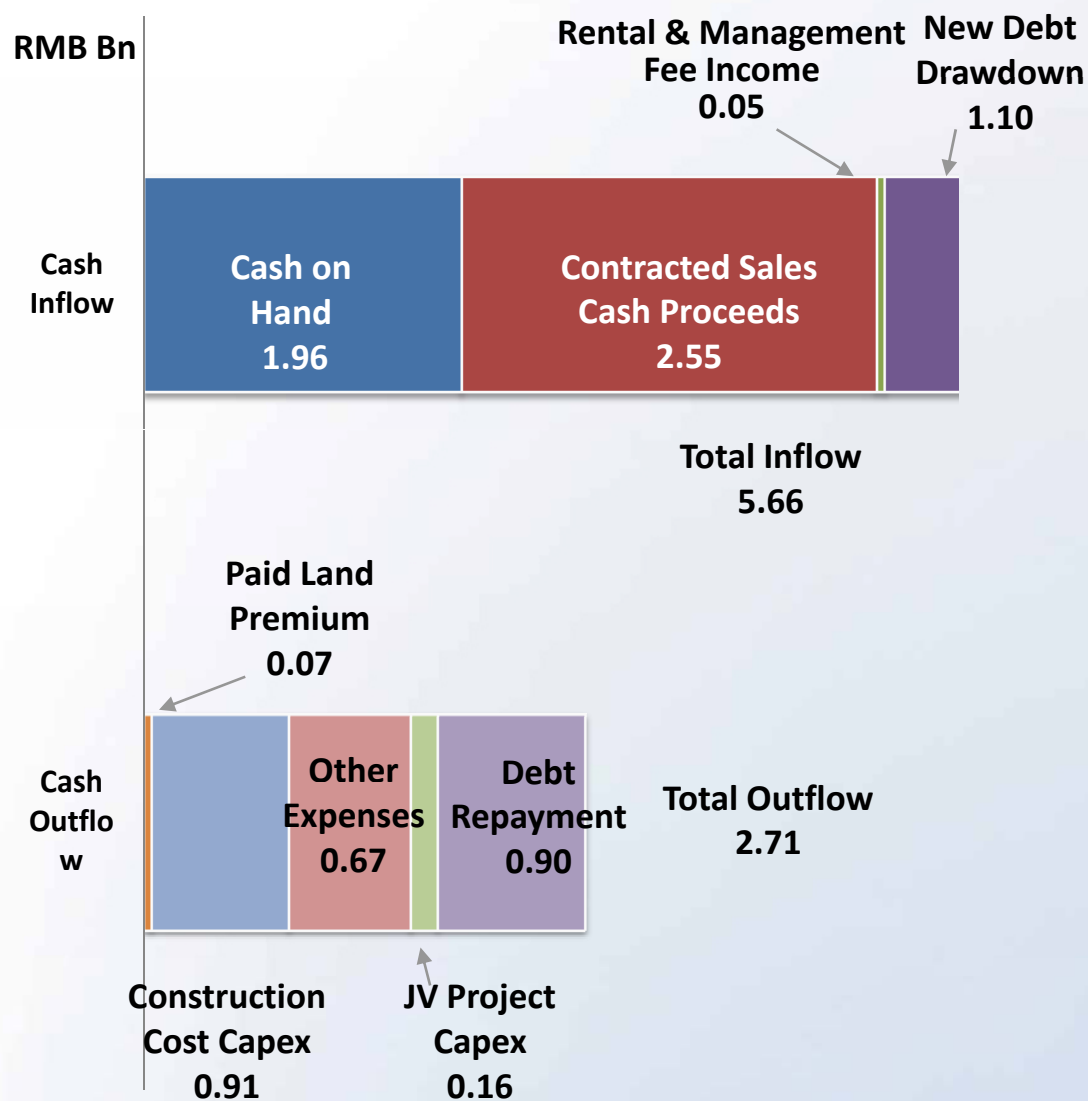 RMB Bn
Rental & Management
Fee Income
0.05
New Debt
Drawdown
1.10
Cash
Inflow
Cash on
Hand
1.96
Contracted Sales
Cash Proceeds
2.55
Total Inflow
5.66
Paid Land
Premium
0.07
Cash
Outflo
w
Other
Expenses
0.67
Debt
Repayment
0.90
Total Outflow
2.71
Construction
Cost Capex
0.91
JV Project
Capex
0.16